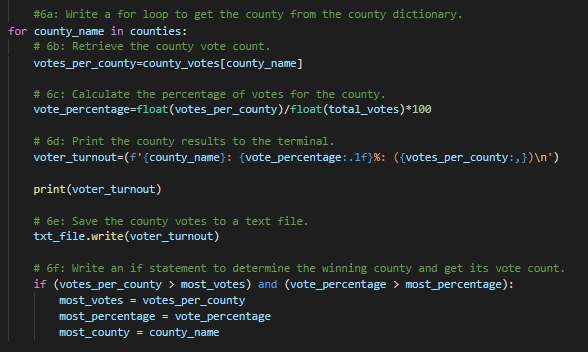 #6a: Write a for loop to get the county from the county dictionary.
for county_name in counties:
# 6b: Retrieve the county vote count.
votes_per_county=county_votes[county_name]
# 6c: Calculate the percentage of votes for the county.
vote_percentage=float(votes_per_county)/float(total_votes)*100
# 6d: Print the county results to the terminal.
voter_turnout=(f'{county_name}: {vote_percentage:.1f}%: ({votes_per_county:,})\n')
print(voter_turnout)
# 6e: Save the county votes to a text file.
txt_file.write(voter_turnout)
# 6f: Write an if statement to determine the winning county and get its vote count.
if (votes_per_county > most_votes) and (vote_percentage > most_percentage):
most_votes = votes_per_county
most_percentage = vote_percentage
most_county = county_name